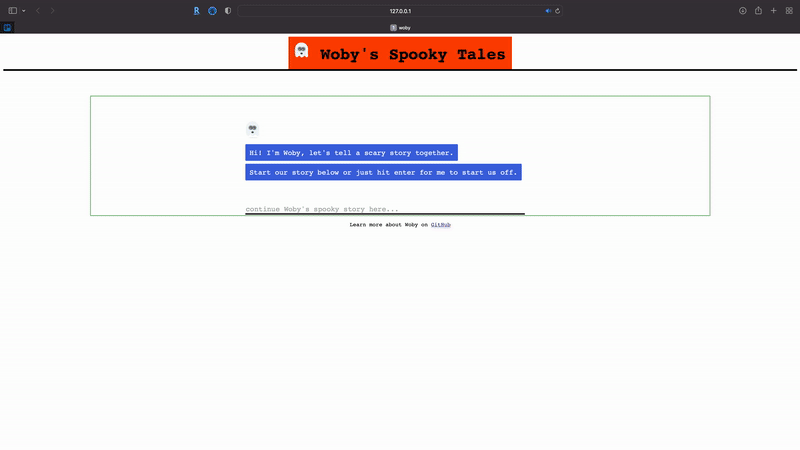 127.0.0.1
woby
Woby's Spooky Tales
Hi! I'm Woby, let's tell a scary story together.
Start our story below or just hit enter for me to start us off.
continue Woby's spooky story here...
Learn more about Woby on GitHub